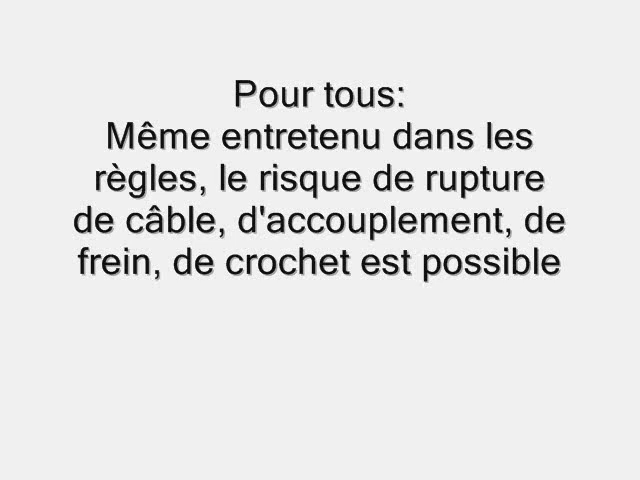 Pour tous:
Même entretenu dans les
règles, le risque de rupture
de câble, d'accouplement, de
frein, de crochet est possible